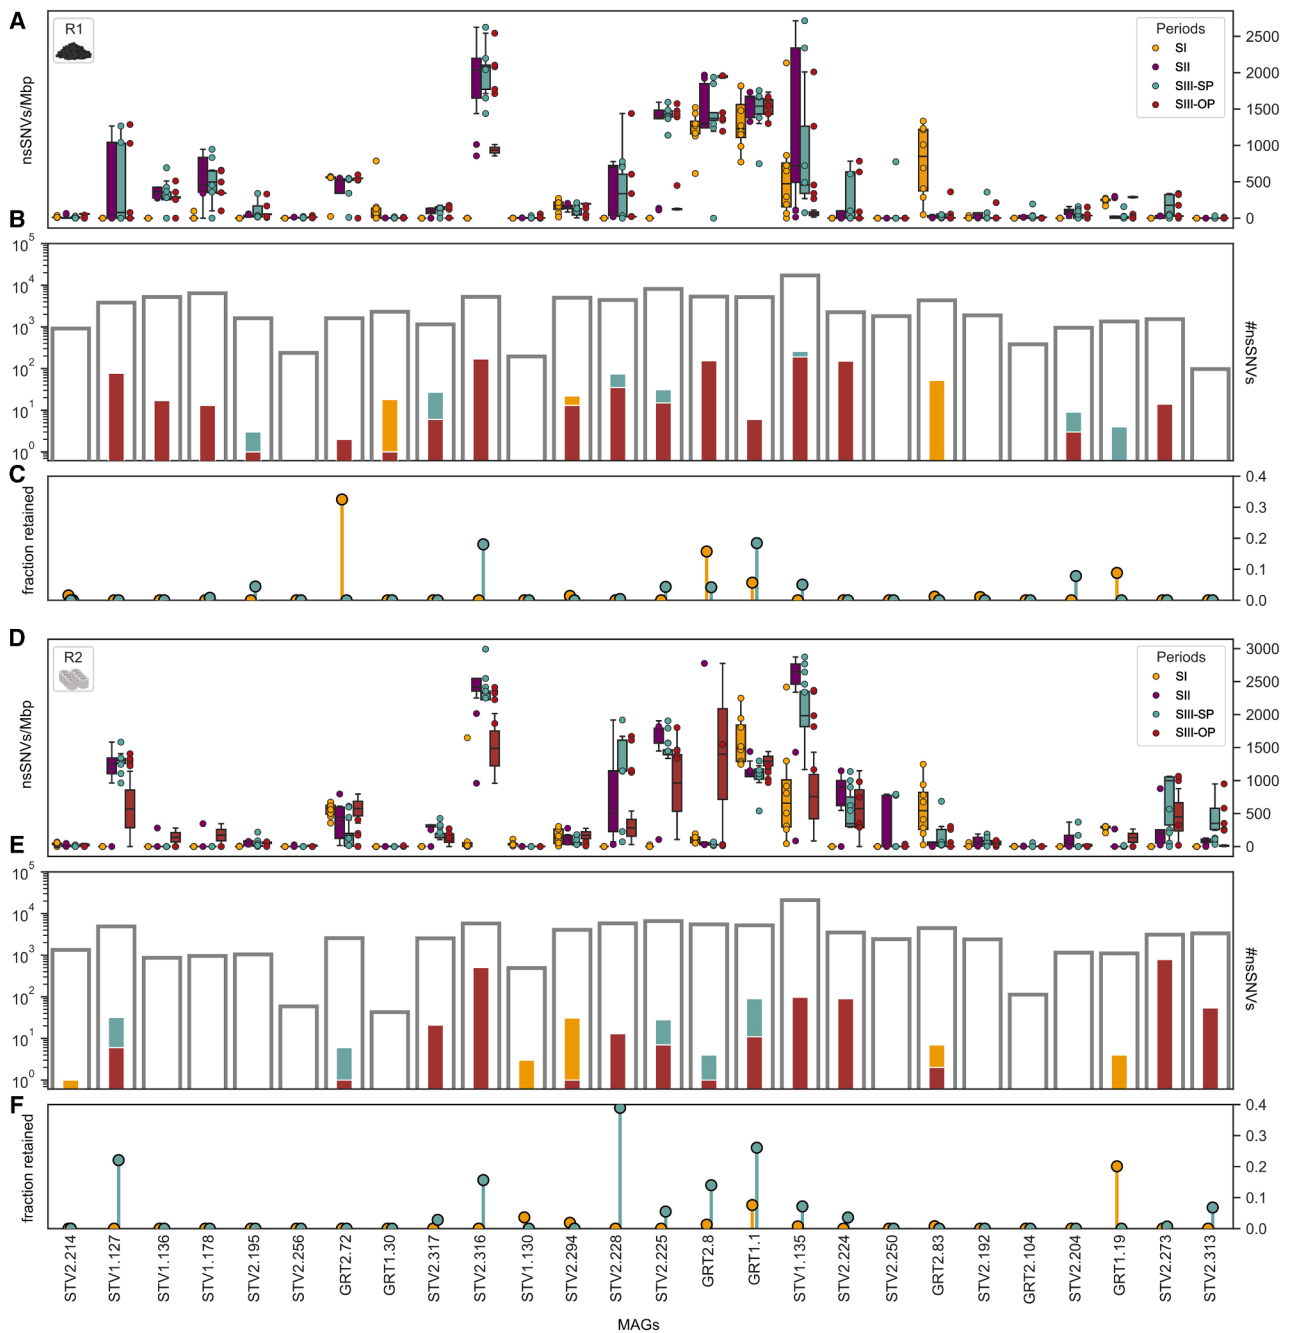 A
R1
nsSNVs/Mbp
Periods
SI
SII
SIII-SP
SIII-OP
2500
2000
1500
1000
500
0
B
10^5
10^4
10^3
10^2
10^1
10^0
#nsSNVs
C
fraction retained
0.4
0.3
0.2
0.1
0.0
D
R2
nsSNVs/Mbp
Periods
SI
SII
SIII-SP
SIII-OP
3000
2500
2000
1500
1000
500
0
E
10^5
10^4
10^3
10^2
10^1
10^0
#nsSNVs
F
fraction retained
0.4
0.3
0.2
0.1
0.0
STV2.214
STV1.127
STV1.136
STV1.178
STV2.195
STV2.256
GRT2.72
GRT1.30
STV2.317
STV2.316
STV1.130
STV2.294
STV2.228
STV2.225
GRT2.8
GRT1.1
STV1.135
STV2.224
STV2.250
GRT2.83
STV2.192
GRT2.104
STV2.204
GRT1.19
STV2.273
STV2.313
MAGs